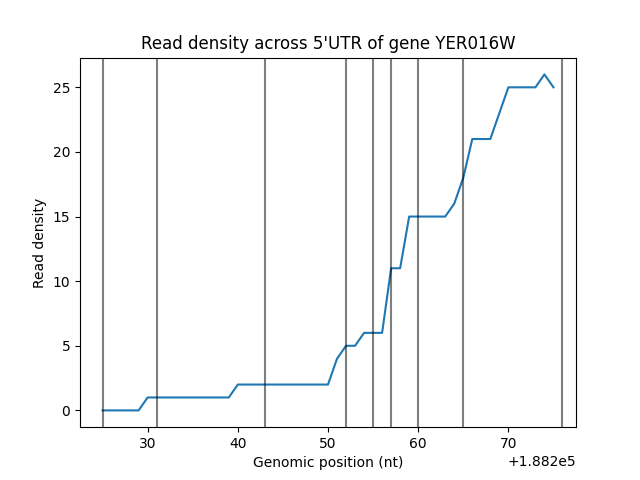 Read density across 5'UTR of gene YER016W
25
20
15
10
5
0
Read density
30 40 50 60 70
Genomic position (nt)
+1.882e5